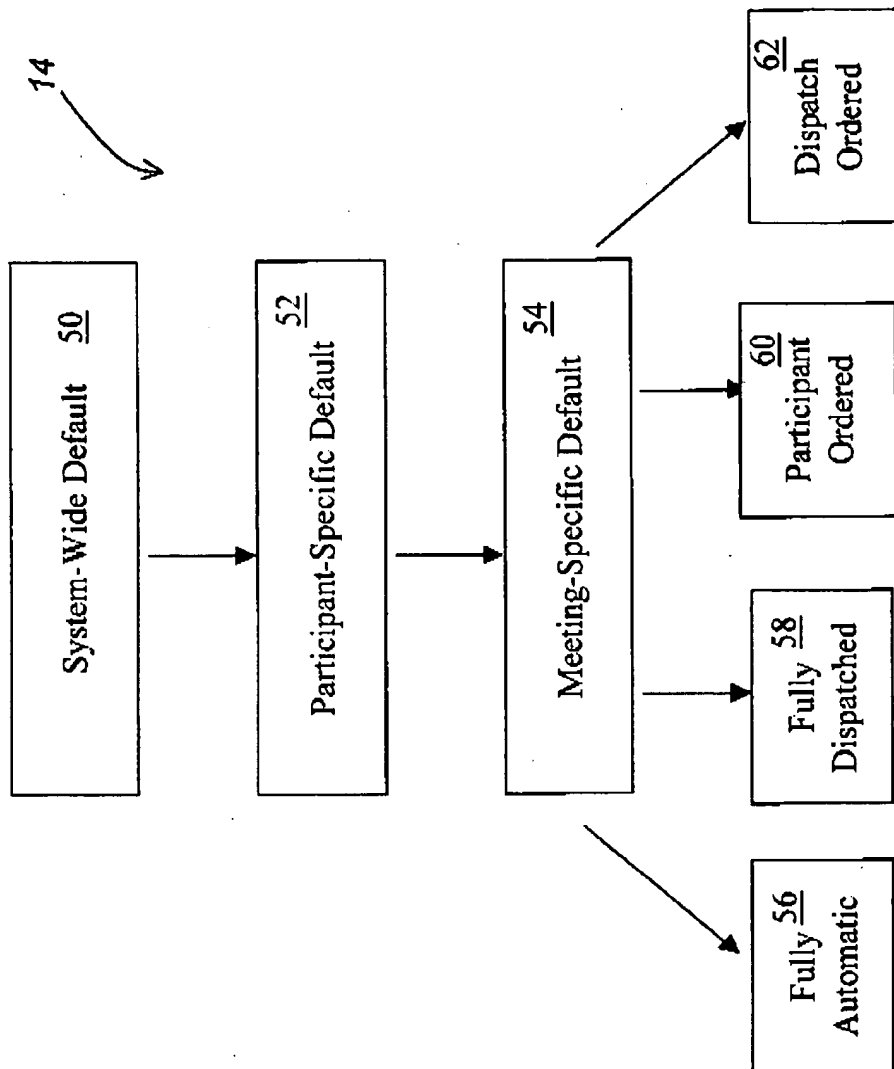 14
System-Wide Default 50
Participant-Specific Default 52
Meeting-Specific Default 54
Fully 56
Automatic
Fully 58
Dispatched
60
Participant
Ordered
62
Dispatch
Ordered